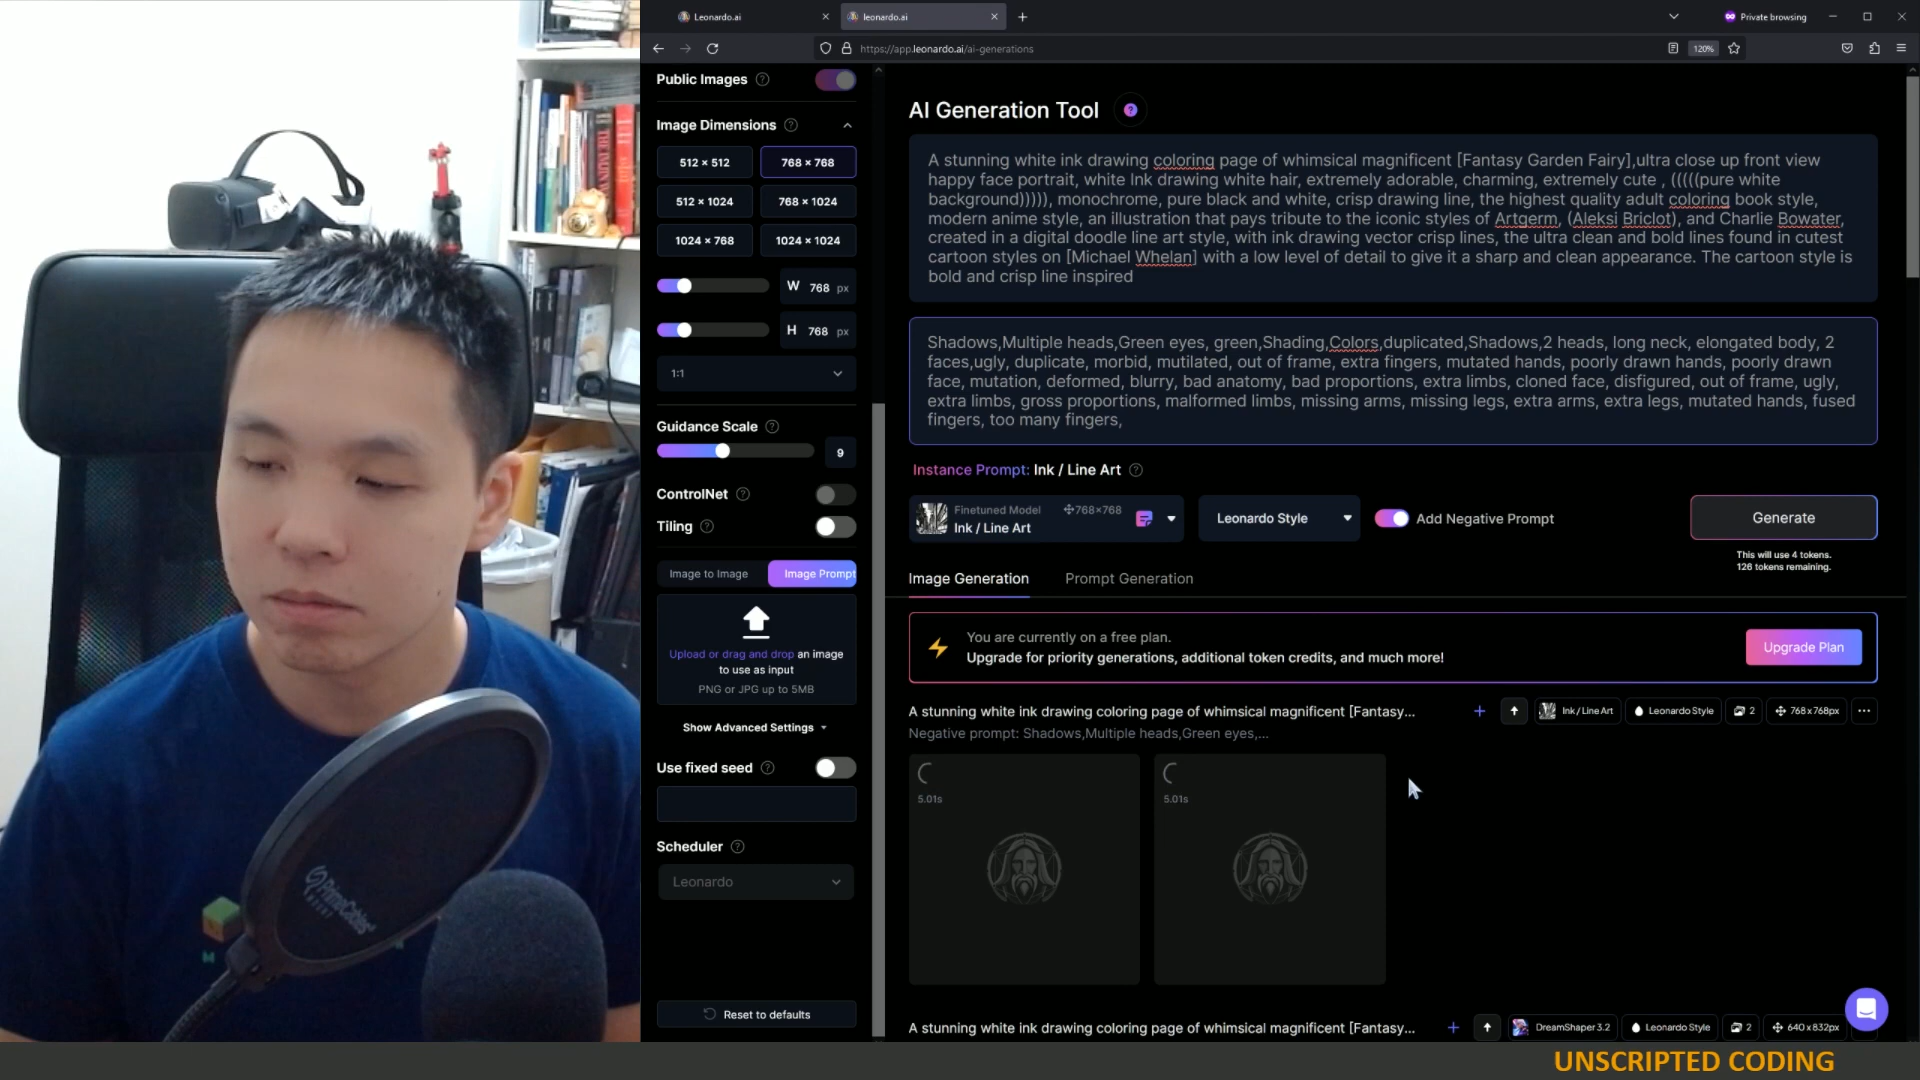 Leonardo.ai
leonardo.ai
Private browsing
https://app.leonardo.ai/ai-generations
120%
Public Images
Image Dimensions
512 × 512
768 × 768
512 × 1024
768 × 1024
1024 × 768
1024 × 1024
W 768 px
H 768 px
1:1
Guidance Scale
9
ControlNet
Tiling
Image to Image
Image Prompt
Upload or drag and drop an image
to use as input
PNG or JPG up to 5MB
Show Advanced Settings
Use fixed seed
Scheduler
Leonardo
Reset to defaults
AI Generation Tool
A stunning white ink drawing coloring page of whimsical magnificent [Fantasy Garden Fairy],ultra close up front view
happy face portrait, white Ink drawing white hair, extremely adorable, charming, extremely cute , (((((pure white
background))))), monochrome, pure black and white, crisp drawing line, the highest quality adult coloring book style,
modern anime style, an illustration that pays tribute to the iconic styles of Artgerm, (Aleksi Briclot), and Charlie Bowater,
created in a digital doodle line art style, with ink drawing vector crisp lines, the ultra clean and bold lines found in cutest
cartoon styles on [Michael Whelan] with a low level of detail to give it a sharp and clean appearance. The cartoon style is
bold and crisp line inspired
Shadows,Multiple heads,Green eyes, green,Shading,Colors,duplicated,Shadows,2 heads, long neck, elongated body, 2
faces,ugly, duplicate, morbid, mutilated, out of frame, extra fingers, mutated hands, poorly drawn hands, poorly drawn
face, mutation, deformed, blurry, bad anatomy, bad proportions, extra limbs, cloned face, disfigured, out of frame, ugly,
extra limbs, gross proportions, malformed limbs, missing arms, missing legs, extra arms, extra legs, mutated hands, fused
fingers, too many fingers,
Instance Prompt: Ink / Line Art
Finetuned Model
768×768
Ink / Line Art
Leonardo Style
Add Negative Prompt
Generate
This will use 4 tokens.
126 tokens remaining.
Image Generation
Prompt Generation
You are currently on a free plan.
Upgrade for priority generations, additional token credits, and much more!
Upgrade Plan
A stunning white ink drawing coloring page of whimsical magnificent [Fantasy...
Ink / Line Art
Leonardo Style
2
768 x 768px
Negative prompt: Shadows,Multiple heads,Green eyes,...
5.01s
5.01s
A stunning white ink drawing coloring page of whimsical magnificent [Fantasy...
DreamShaper 3.2
Leonardo Style
2
640 x 832px
PrimeCables
UNSCRIPTED CODING